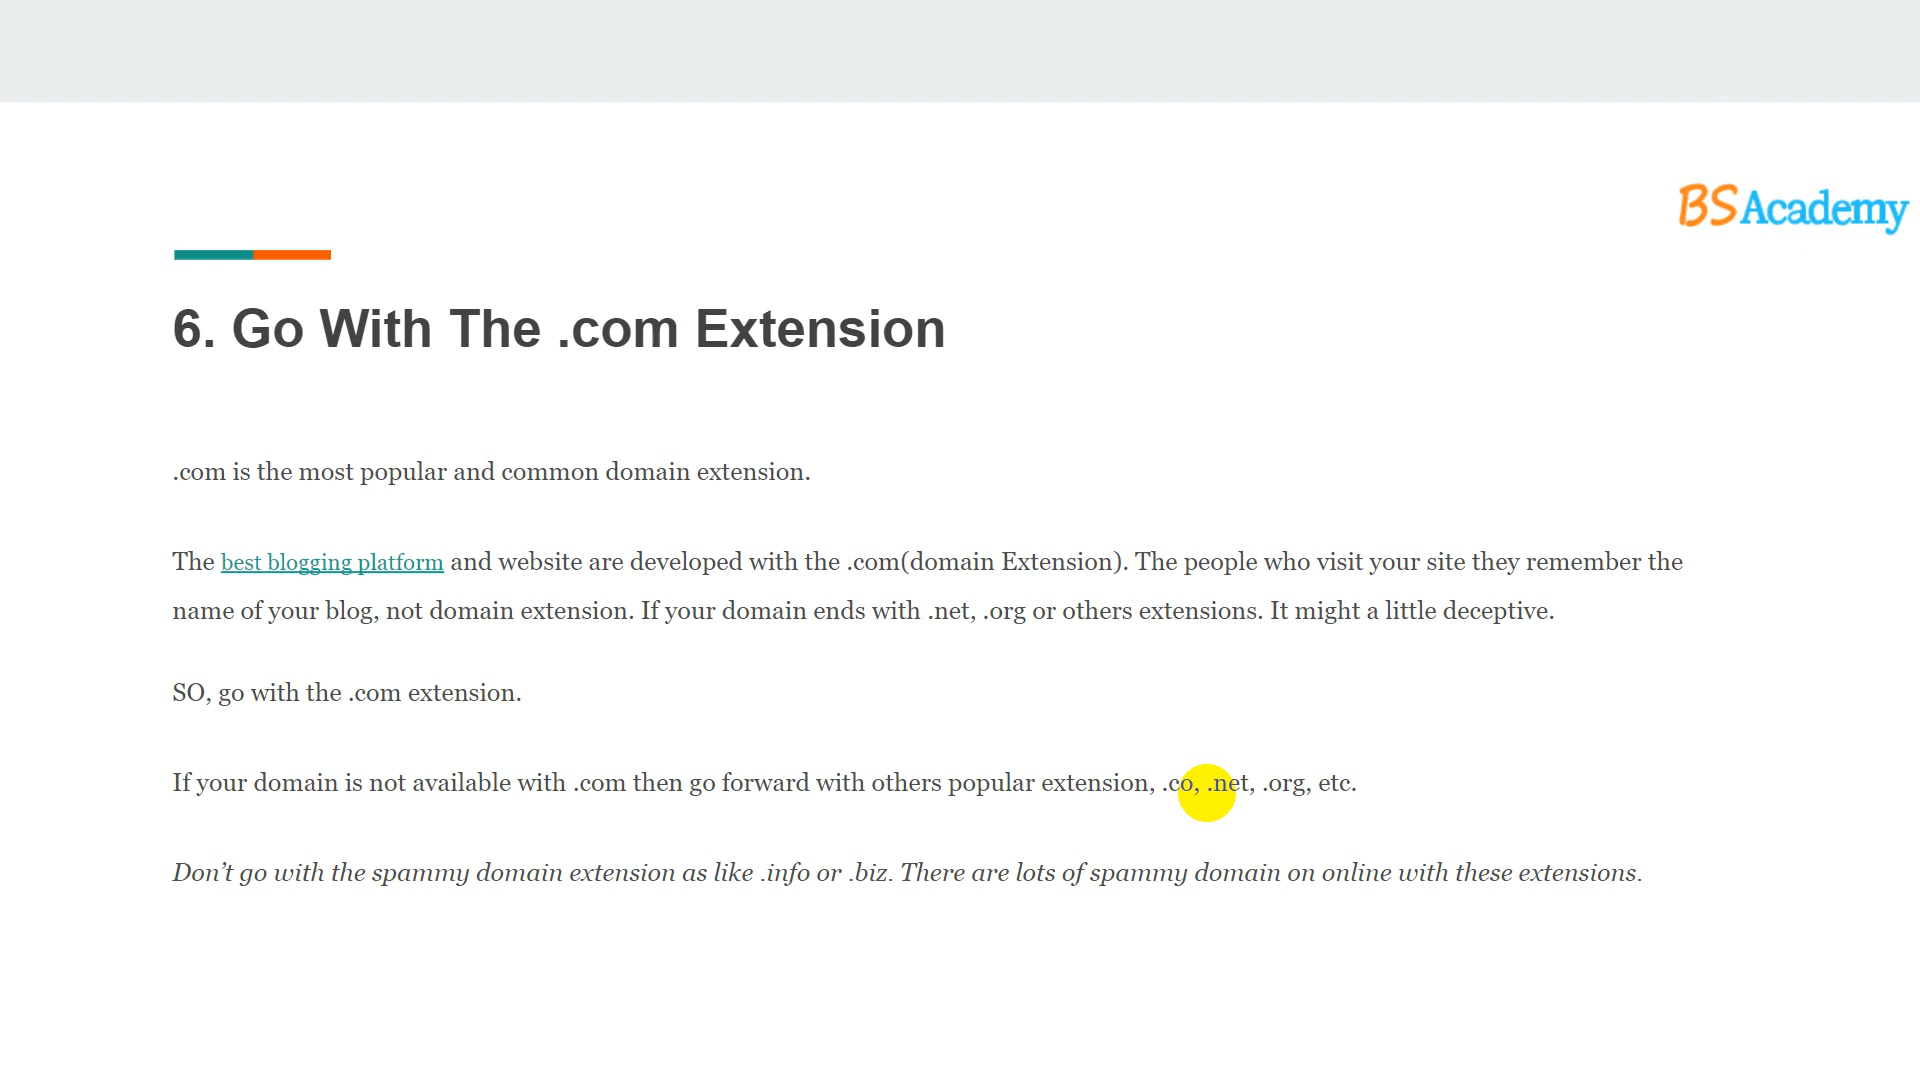 BS Academy
6. Go With The .com Extension
.com is the most popular and common domain extension.
The best blogging platform and website are developed with the .com(domain Extension). The people who visit your site they remember the
name of your blog, not domain extension. If your domain ends with .net, .org or others extensions. It might a little deceptive.
SO, go with the .com extension.
If your domain is not available with .com then go forward with others popular extension, .co, .net, .org, etc.
Don’t go with the spammy domain extension as like .info or .biz. There are lots of spammy domain on online with these extensions.